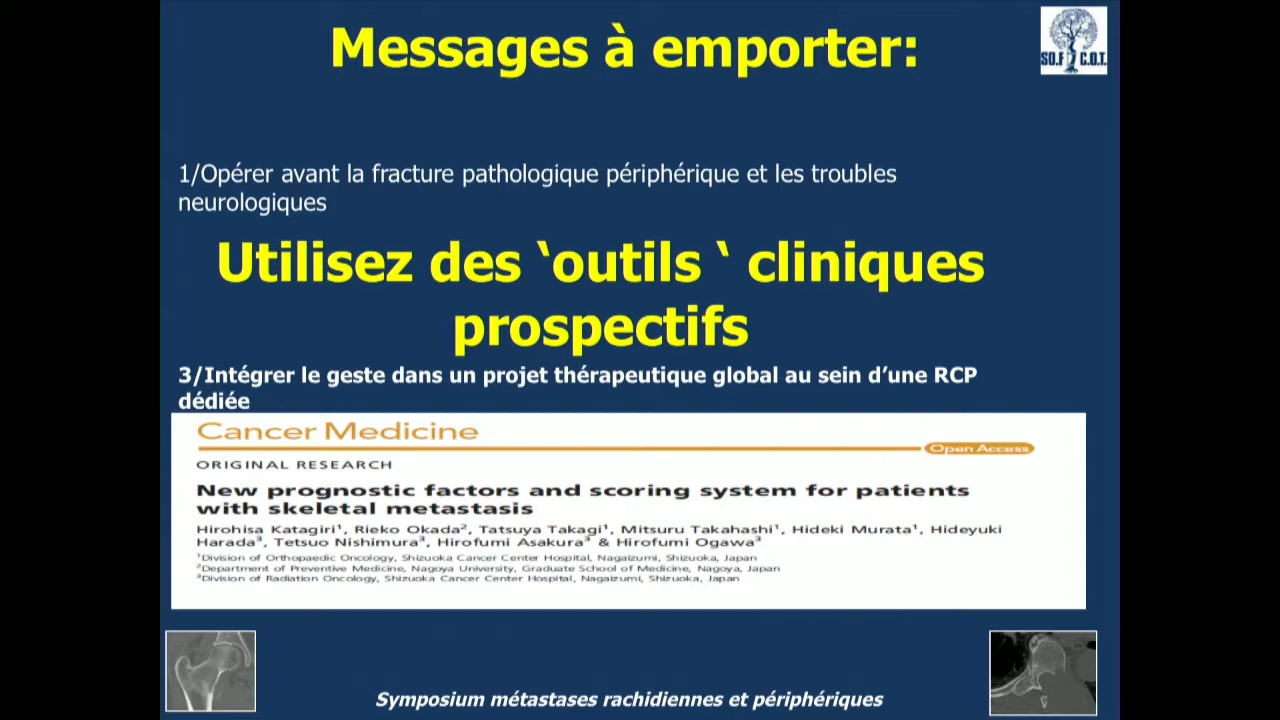 Messages à emporter:
SO.F C.O.T.
1/Opérer avant la fracture pathologique périphérique et les troubles
neurologiques
Utilisez des ‘outils ‘ cliniques
prospectifs
3/Intégrer le geste dans un projet thérapeutique global au sein d’une RCP
dédiée
Cancer Medicine
Open Access
ORIGINAL RESEARCH
New prognostic factors and scoring system for patients
with skeletal metastasis
Hirohisa Katagiri¹, Rieko Okada², Tatsuya Takagi¹, Mitsuru Takahashi¹, Hideki Murata¹, Hideyuki
Harada³, Tetsuo Nishimura³, Hirofumi Asakura³ & Hirofumi Ogawa³
¹Division of Orthopaedic Oncology, Shizuoka Cancer Center Hospital, Nagaizumi, Shizuoka, Japan
²Department of Preventive Medicine, Nagoya University, Graduate School of Medicine, Nagoya, Japan
³Division of Radiation Oncology, Shizuoka Cancer Center Hospital, Nagaizumi, Shizuoka, Japan
Symposium métastases rachidiennes et périphériques